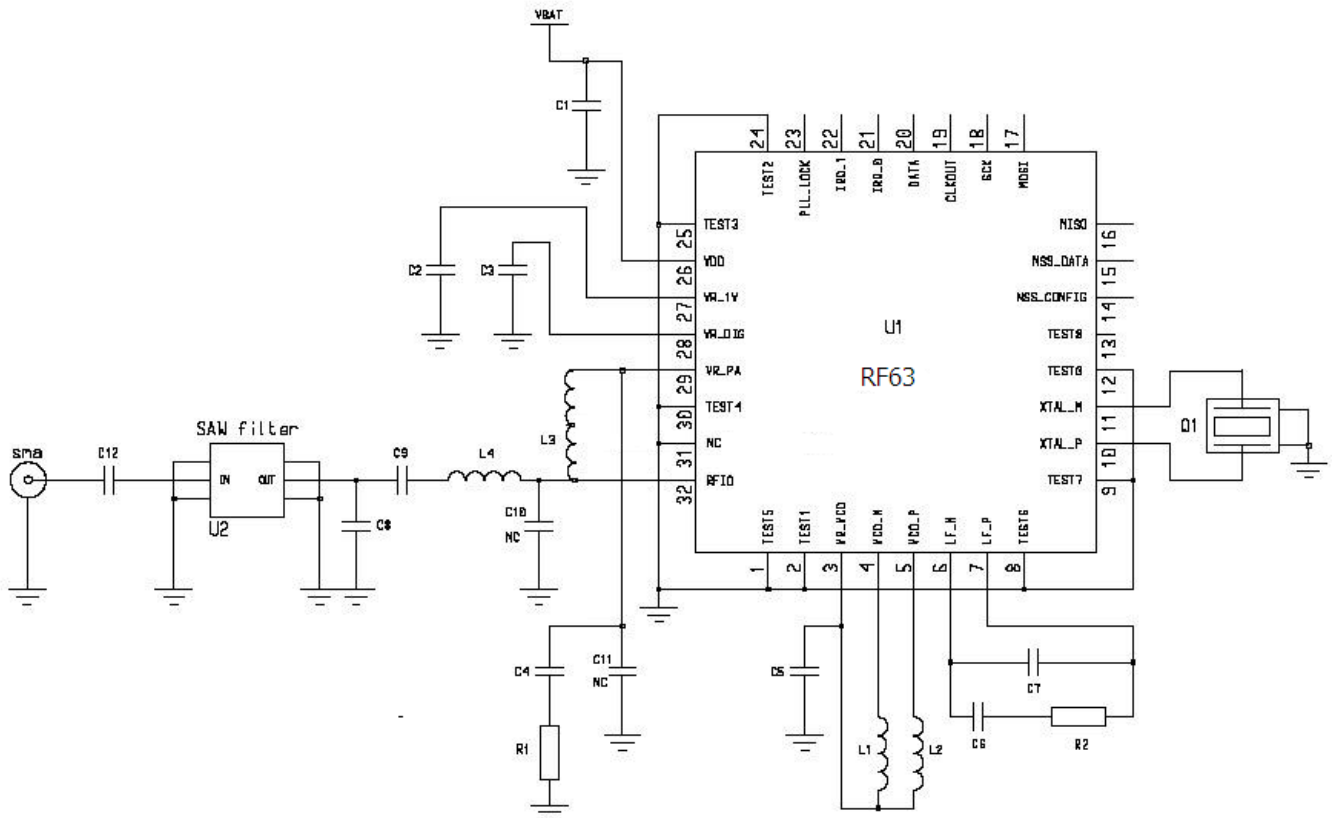 VBAT
C1
24
23
22
21
20
19
18
17
TEST2
PLL_LOCK
IRQ_1
IRQ_0
DATA
CLKOUT
SCK
MOSI
TEST3
25
VDD
26
VR_1V
27
VR_DIG
28
VR_PA
29
TEST4
30
NC
31
RFIO
32
MISO
16
NSS_DATA
15
NSS_CONFIG
14
TEST8
13
TEST6
12
XTAL_M
11
XTAL_P
10
TEST7
9
U1
RF63
C2
C3
L3
Q1
SAW filter
sma
C12
IN
OUT
U2
C9
L4
C8
C10
NC
TEST5
TEST1
VR_VCO
VCO_M
VCO_P
LF_M
LF_P
TEST6
1
2
3
4
5
6
7
8
C4
C11
NC
C5
C7
R1
L1
L2
C6
R2